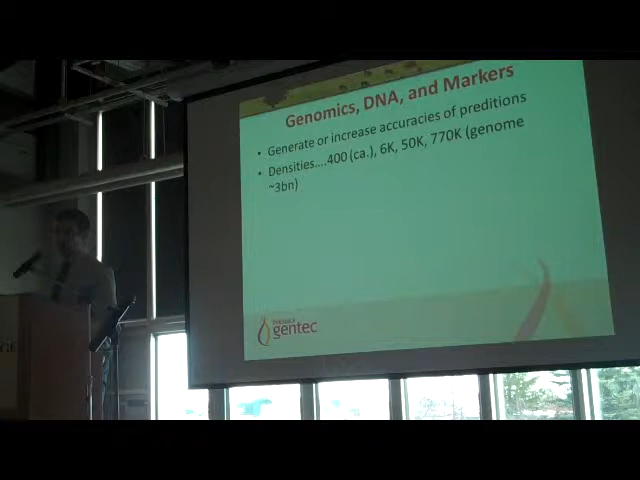 Genomics, DNA, and Markers
• Generate or increase accuracies of preditions
• Densities....400 (ca.), 6K, 50K, 770K (genome
~3bn)
gentec